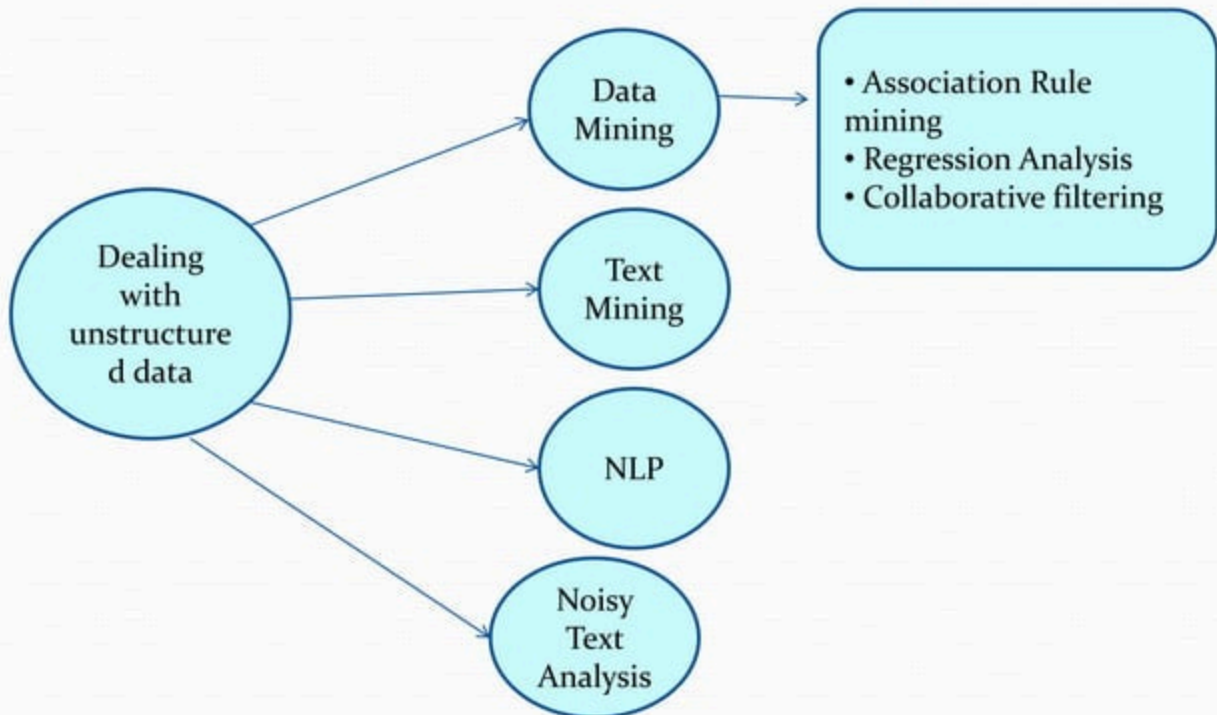 Dealing
with
unstructure
d data
Data
Mining
• Association Rule
mining
• Regression Analysis
• Collaborative filtering
Text
Mining
NLP
Noisy
Text
Analysis